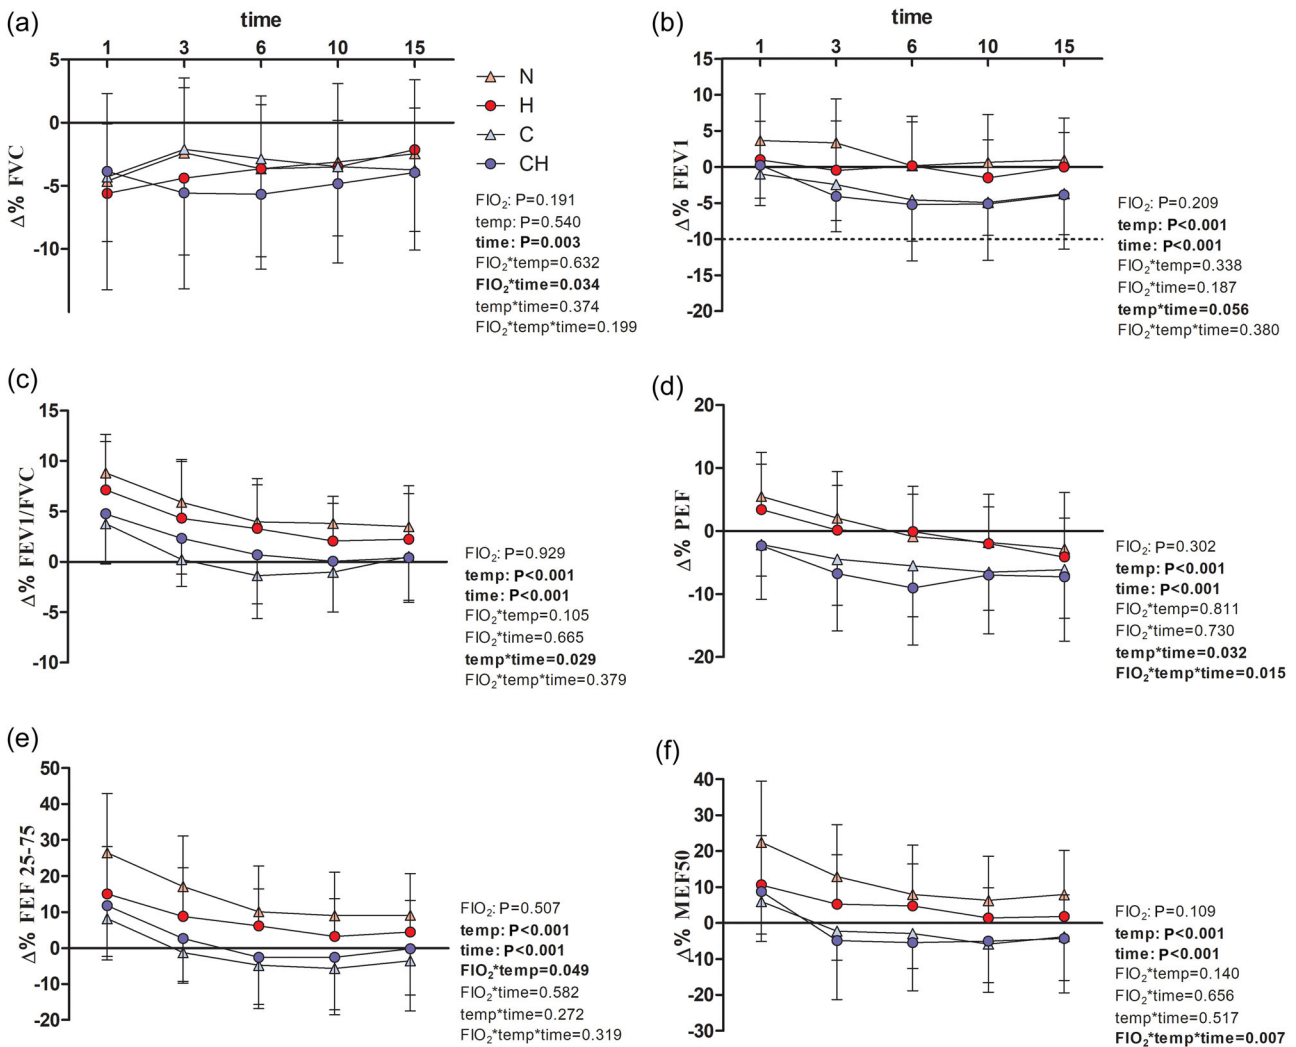 (a)
time
1 3 6 10 15
5
0
-5
-10
Δ% FVC
N
H
C
CH
FIO₂: P=0.191
temp: P=0.540
time: P=0.003
FIO₂*temp=0.632
FIO₂*time=0.034
temp*time=0.374
FIO₂*temp*time=0.199
(b)
time
1 3 6 10 15
15
10
5
0
-5
-10
-15
-20
Δ% FEV1
FIO₂: P=0.209
temp: P<0.001
time: P<0.001
FIO₂*temp=0.338
FIO₂*time=0.187
temp*time=0.056
FIO₂*temp*time=0.380
(c)
15
10
5
0
-5
-10
Δ% FEV1/FVC
FIO₂: P=0.929
temp: P<0.001
time: P<0.001
FIO₂*temp=0.105
FIO₂*time=0.665
temp*time=0.029
FIO₂*temp*time=0.379
(d)
20
10
0
-10
-20
Δ% PEF
FIO₂: P=0.302
temp: P<0.001
time: P<0.001
FIO₂*temp=0.811
FIO₂*time=0.730
temp*time=0.032
FIO₂*temp*time=0.015
(e)
50
40
30
20
10
0
-10
-20
Δ% FEF 25-75
FIO₂: P=0.507
temp: P<0.001
time: P<0.001
FIO₂*temp=0.049
FIO₂*time=0.582
temp*time=0.272
FIO₂*temp*time=0.319
(f)
40
30
20
10
0
-10
-20
-30
Δ% MEF50
FIO₂: P=0.109
temp: P<0.001
time: P<0.001
FIO₂*temp=0.140
FIO₂*time=0.656
temp*time=0.517
FIO₂*temp*time=0.007